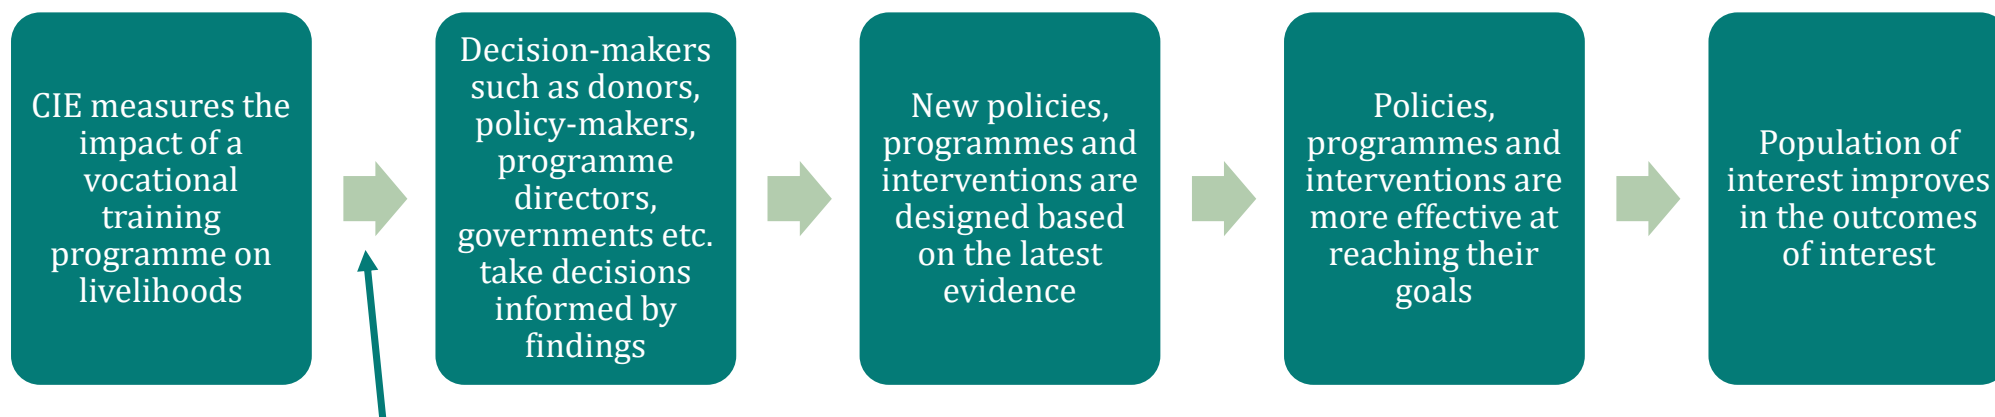 CIE measures the
impact of a
vocational
training
programme on
livelihoods
Decision-makers
such as donors,
policy-makers,
programme
directors,
governments etc.
take decisions
informed by
findings
New policies,
programmes and
interventions are
designed based
on the latest
evidence
Policies,
programmes and
interventions are
more effective at
reaching their
goals
Population of
interest improves
in the outcomes
of interest